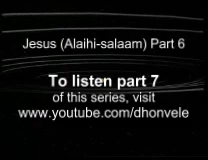 Jesus (Alaihi-salaam) Part 6
To listen part 7
of this series, visit
www.youtube.com/dhonvele